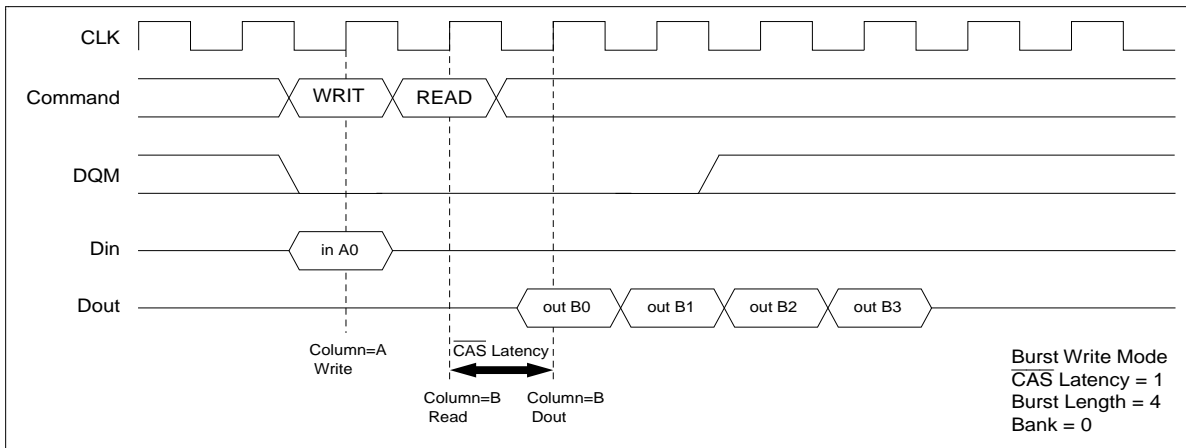 CLK
Command
WRIT
READ
DQM
Din
in A0
Dout
out B0
out B1
out B2
out B3
Column=A
Write
CAS Latency
Column=B
Read
Column=B
Dout
Burst Write Mode
CAS Latency = 1
Burst Length = 4
Bank = 0